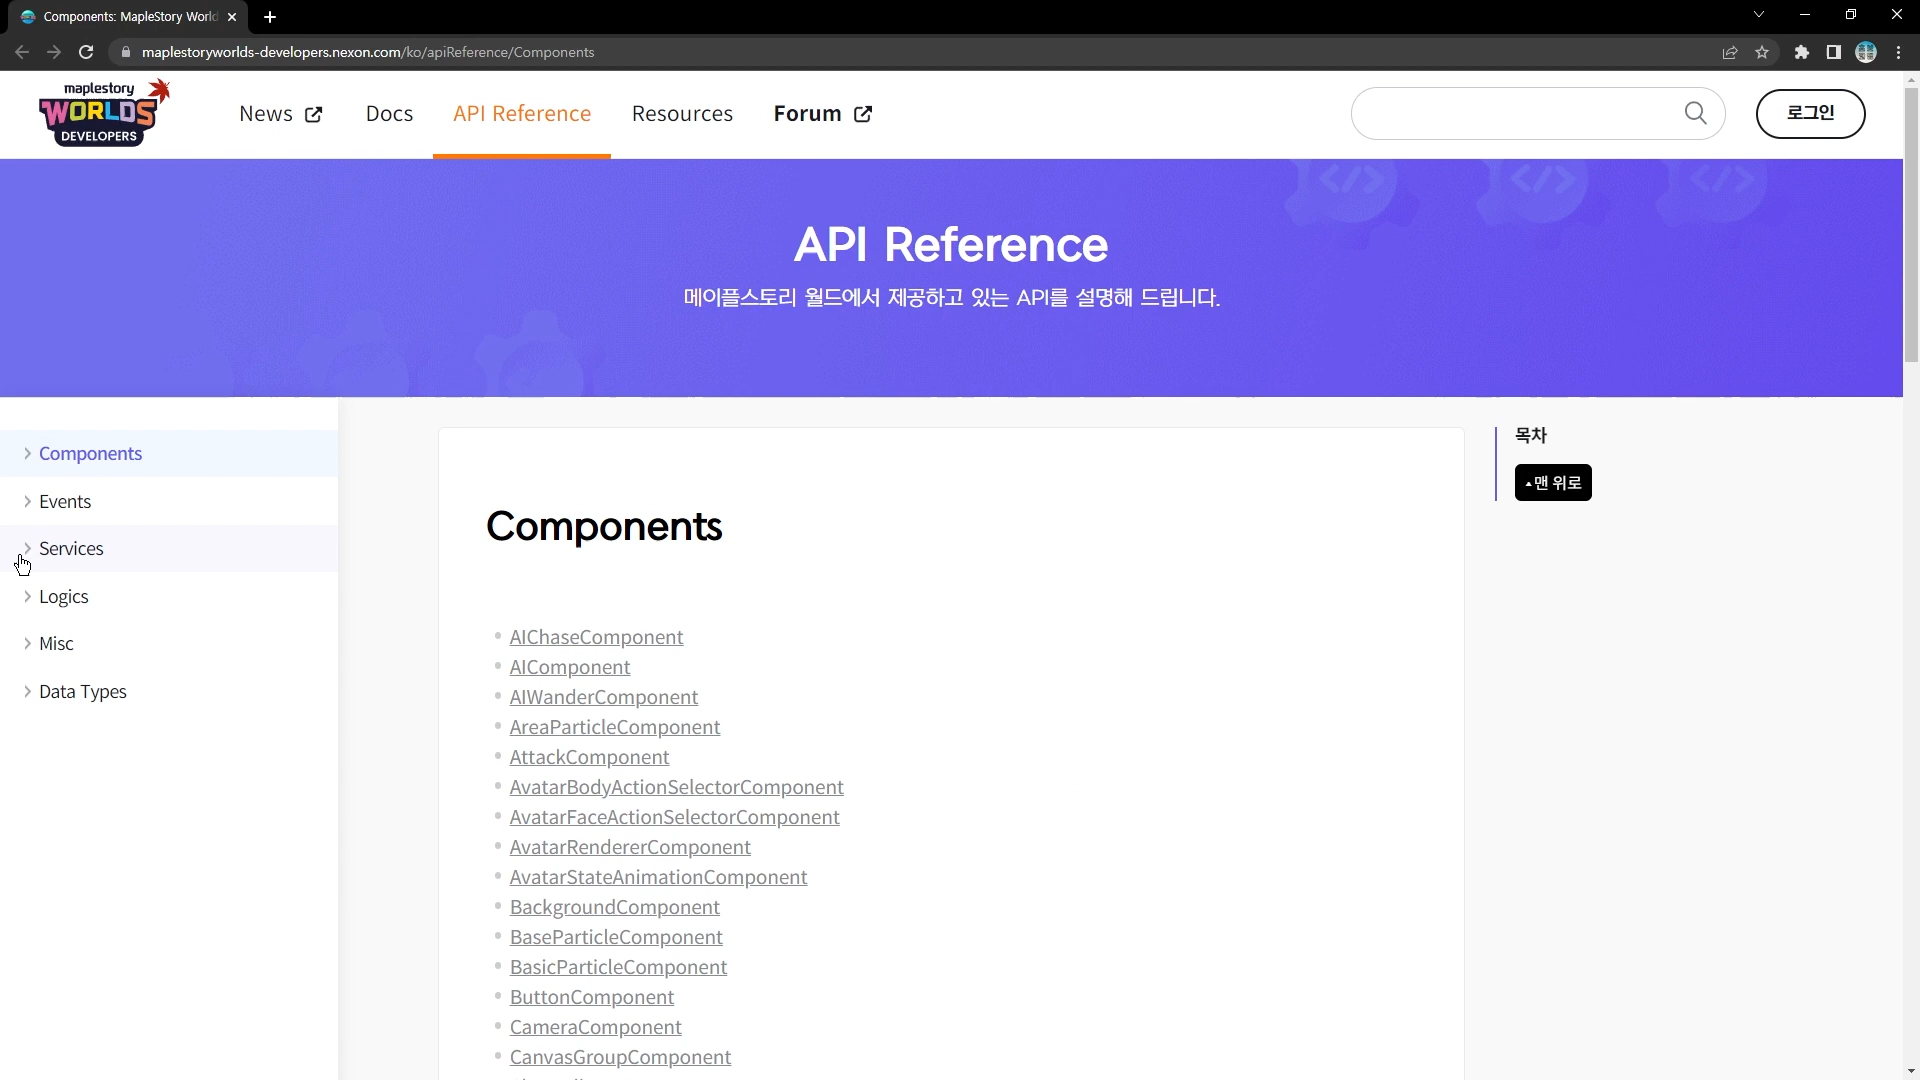 Components: MapleStory World
maplestoryworlds-developers.nexon.com/ko/apiReference/Components
maplestory
WORLDS
DEVELOPERS
News
Docs
API Reference
Resources
Forum
로그인
API Reference
메이플스토리 월드에서 제공하고 있는 API를 설명해 드립니다.
Components
Events
Services
Logics
Misc
Data Types
Components
AIChaseComponent
AIComponent
AIWanderComponent
AreaParticleComponent
AttackComponent
AvatarBodyActionSelectorComponent
AvatarFaceActionSelectorComponent
AvatarRendererComponent
AvatarStateAnimationComponent
BackgroundComponent
BaseParticleComponent
BasicParticleComponent
ButtonComponent
CameraComponent
CanvasGroupComponent
목차
맨 위로